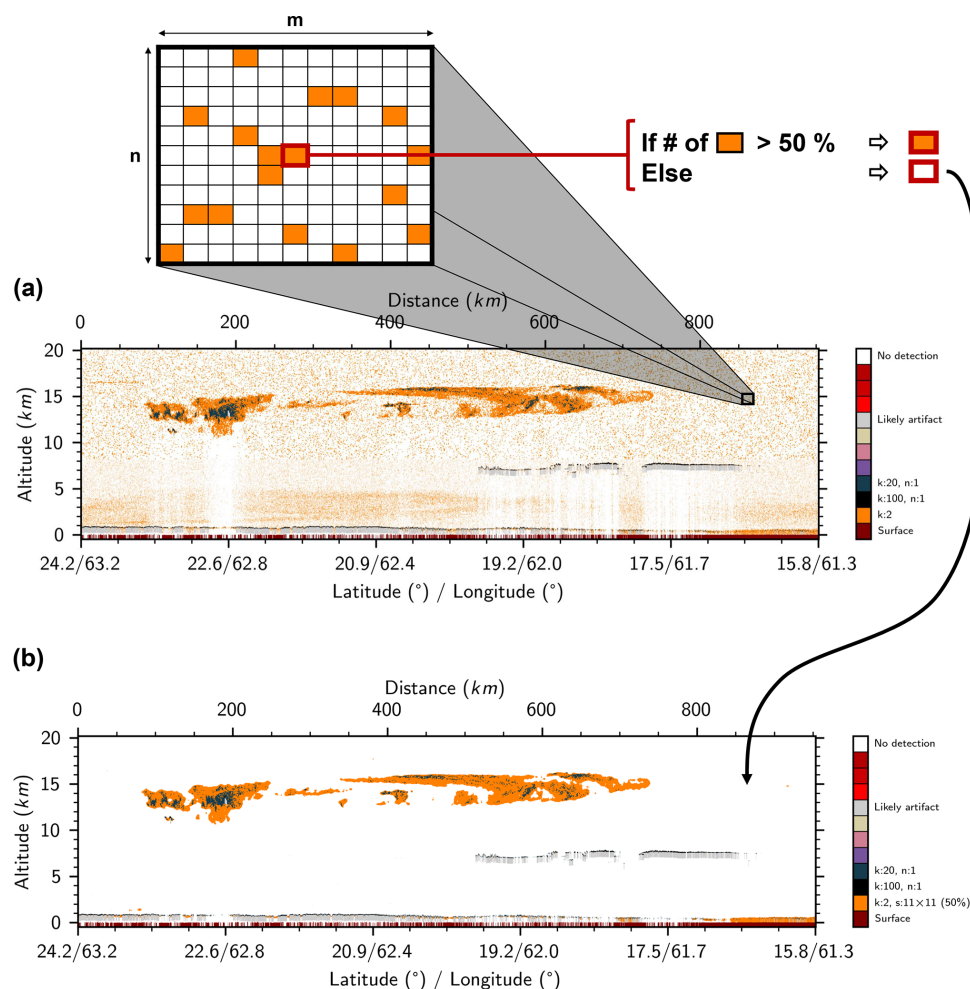 m
n
If # of > 50 % ⇨
Else ⇨
(a)
Distance (km)
0 200 400 600 800
20
15
10
5
0
Altitude (km)
24.2/63.2 22.6/62.8 20.9/62.4 19.2/62.0 17.5/61.7 15.8/61.3
Latitude (°) / Longitude (°)
No detection
Likely artifact
k:20, n:1
k:100, n:1
k:2
Surface
(b)
Distance (km)
0 200 400 600 800
20
15
10
5
0
Altitude (km)
24.2/63.2 22.6/62.8 20.9/62.4 19.2/62.0 17.5/61.7 15.8/61.3
Latitude (°) / Longitude (°)
No detection
Likely artifact
k:20, n:1
k:100, n:1
k:2, s:11×11 (50%)
Surface